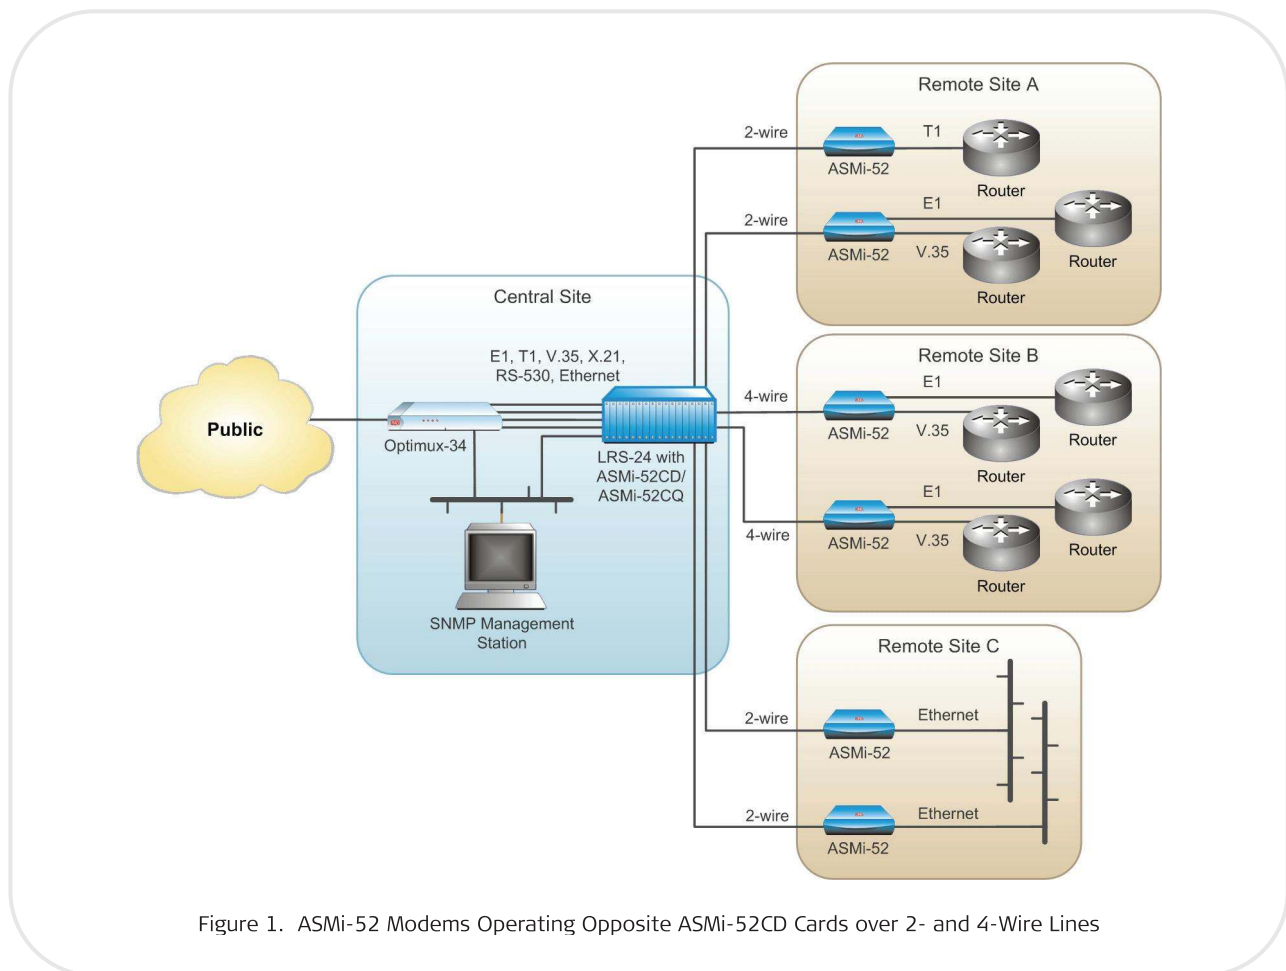 Remote Site A
2-wire
T1
ASMi-52
Router
E1
2-wire
ASMi-52
V.35
Router
Router
Central Site
E1, T1, V.35, X.21,
RS-530, Ethernet
Public
Optimux-34
LRS-24 with
ASMi-52CD/
ASMi-52CQ
SNMP Management
Station
Remote Site B
4-wire
E1
ASMi-52
V.35
Router
Router
E1
4-wire
ASMi-52
V.35
Router
Router
Remote Site C
2-wire
Ethernet
ASMi-52
2-wire
Ethernet
ASMi-52
Figure 1. ASMi-52 Modems Operating Opposite ASMi-52CD Cards over 2- and 4-Wire Lines